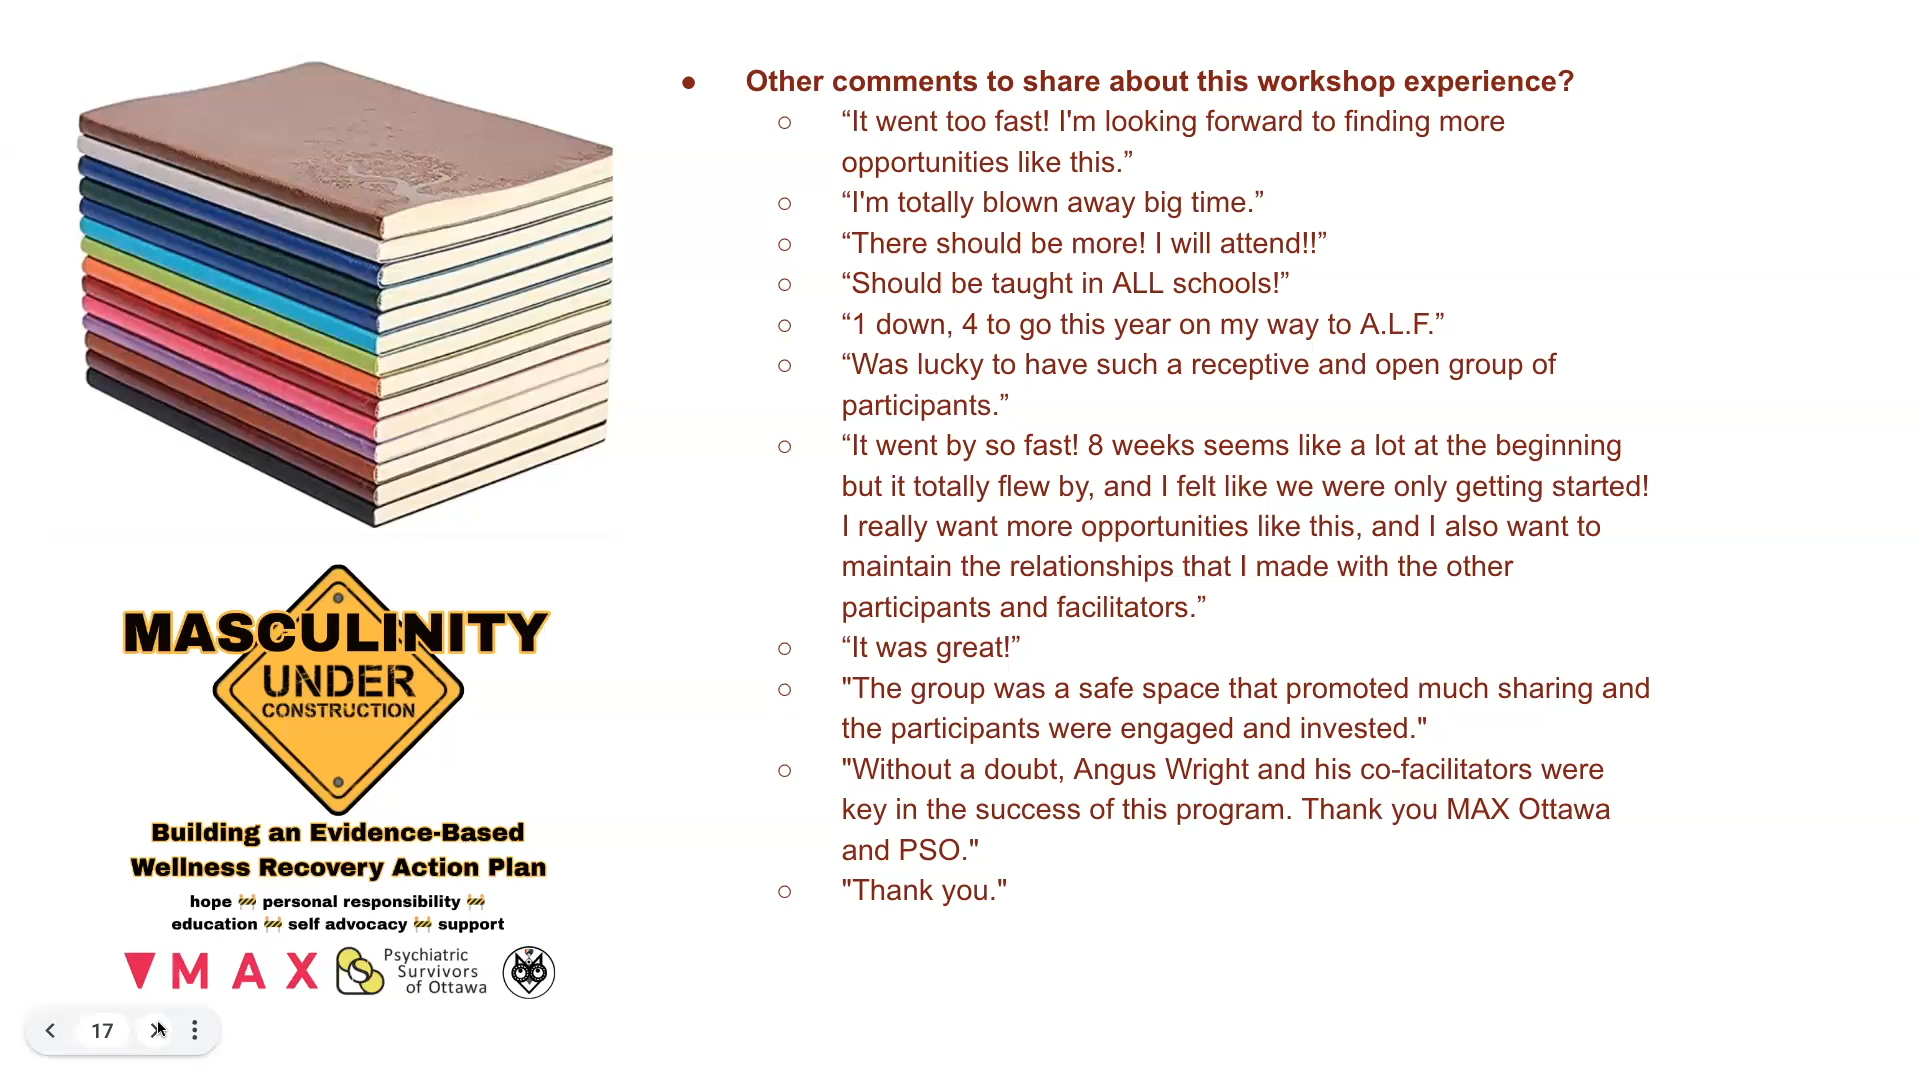 Other comments to share about this workshop experience?
“It went too fast! I'm looking forward to finding more
opportunities like this.”
“I'm totally blown away big time.”
“There should be more! I will attend!!”
“Should be taught in ALL schools!”
“1 down, 4 to go this year on my way to A.L.F.”
“Was lucky to have such a receptive and open group of
participants.”
“It went by so fast! 8 weeks seems like a lot at the beginning
but it totally flew by, and I felt like we were only getting started!
I really want more opportunities like this, and I also want to
maintain the relationships that I made with the other
participants and facilitators.”
“It was great!”
"The group was a safe space that promoted much sharing and
the participants were engaged and invested."
"Without a doubt, Angus Wright and his co-facilitators were
key in the success of this program. Thank you MAX Ottawa
and PSO."
"Thank you."
MASCULINITY
UNDER
CONSTRUCTION
Building an Evidence-Based
Wellness Recovery Action Plan
hope 🚧 personal responsibility 🚧
education 🚧 self advocacy 🚧 support
MAX
Psychiatric
Survivors
of Ottawa
17